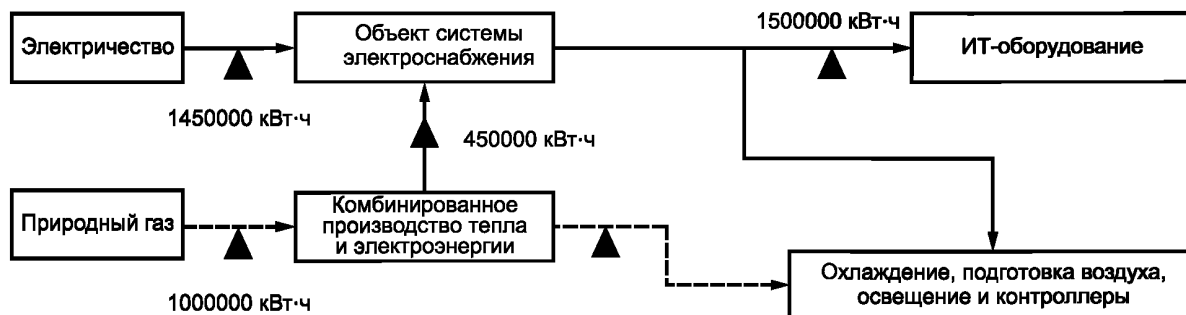 Электричество
Объект системы
электроснабжения
1500000 кВт·ч
ИТ-оборудование
1450000 кВт·ч
450000 кВт·ч
Природный газ
Комбинированное
производство тепла
и электроэнергии
Охлаждение, подготовка воздуха,
освещение и контроллеры
1000000 кВт·ч